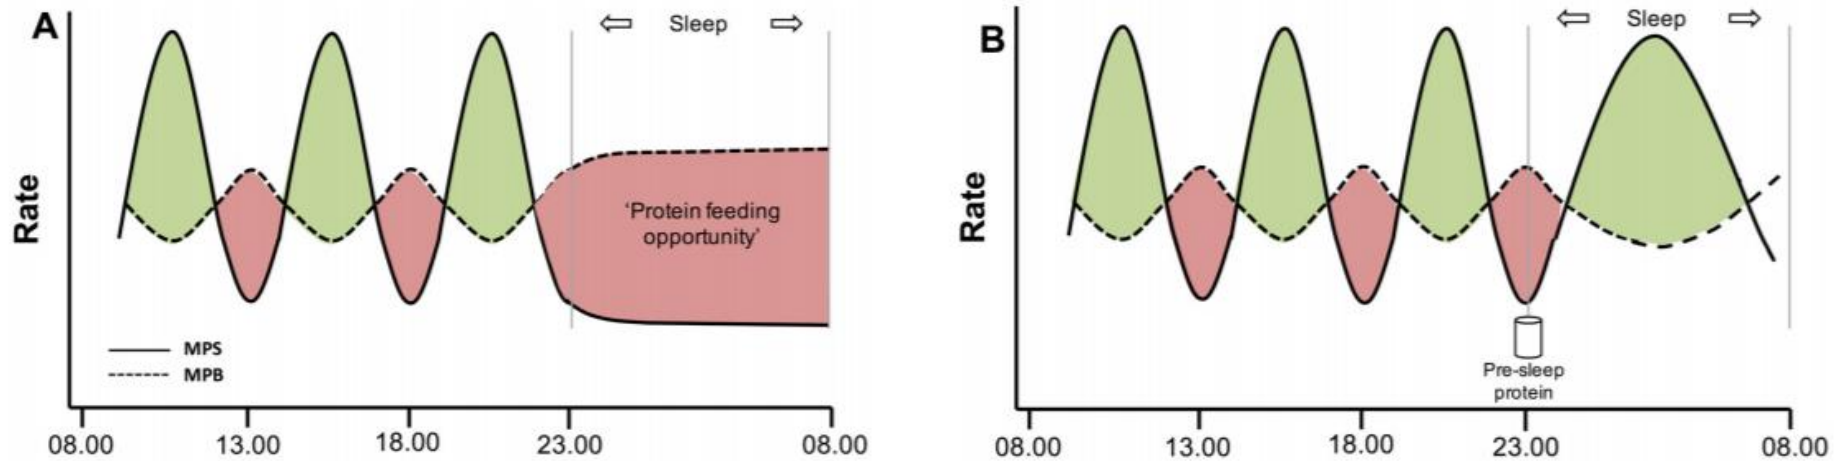 A
Sleep
Rate
'Protein feeding
opportunity'
MPS
MPB
08.00 13.00 18.00 23.00 08.00
B
Sleep
Rate
Pre-sleep
protein
08.00 13.00 18.00 23.00 08.00